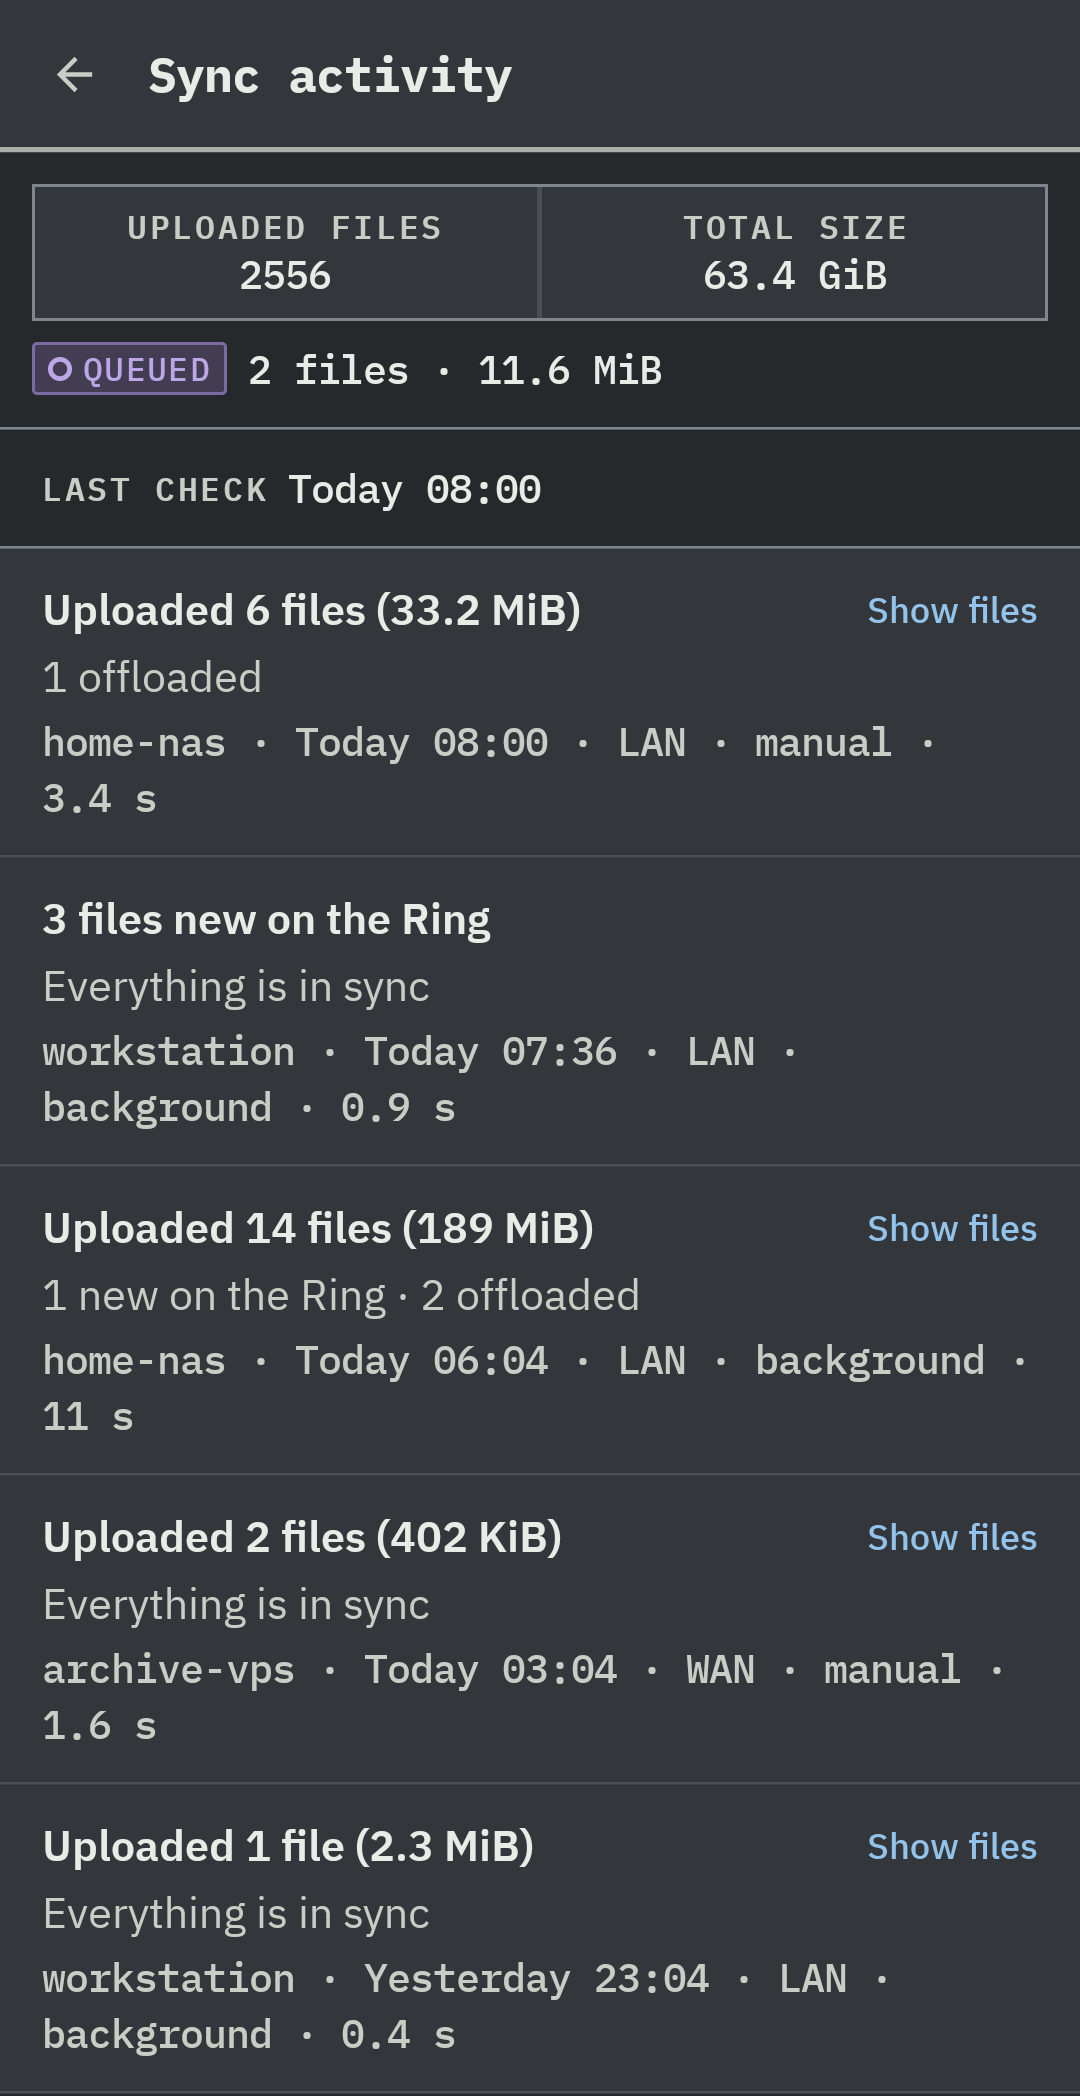 Sync activity
UPLOADED FILES
2556
TOTAL SIZE
63.4 GiB
QUEUED 2 files · 11.6 MiB
LAST CHECK Today 08:00
Uploaded 6 files (33.2 MiB) Show files
1 offloaded
home-nas · Today 08:00 · LAN · manual ·
3.4 s
3 files new on the Ring
Everything is in sync
workstation · Today 07:36 · LAN ·
background · 0.9 s
Uploaded 14 files (189 MiB) Show files
1 new on the Ring · 2 offloaded
home-nas · Today 06:04 · LAN · background ·
11 s
Uploaded 2 files (402 KiB) Show files
Everything is in sync
archive-vps · Today 03:04 · WAN · manual ·
1.6 s
Uploaded 1 file (2.3 MiB) Show files
Everything is in sync
workstation · Yesterday 23:04 · LAN ·
background · 0.4 s